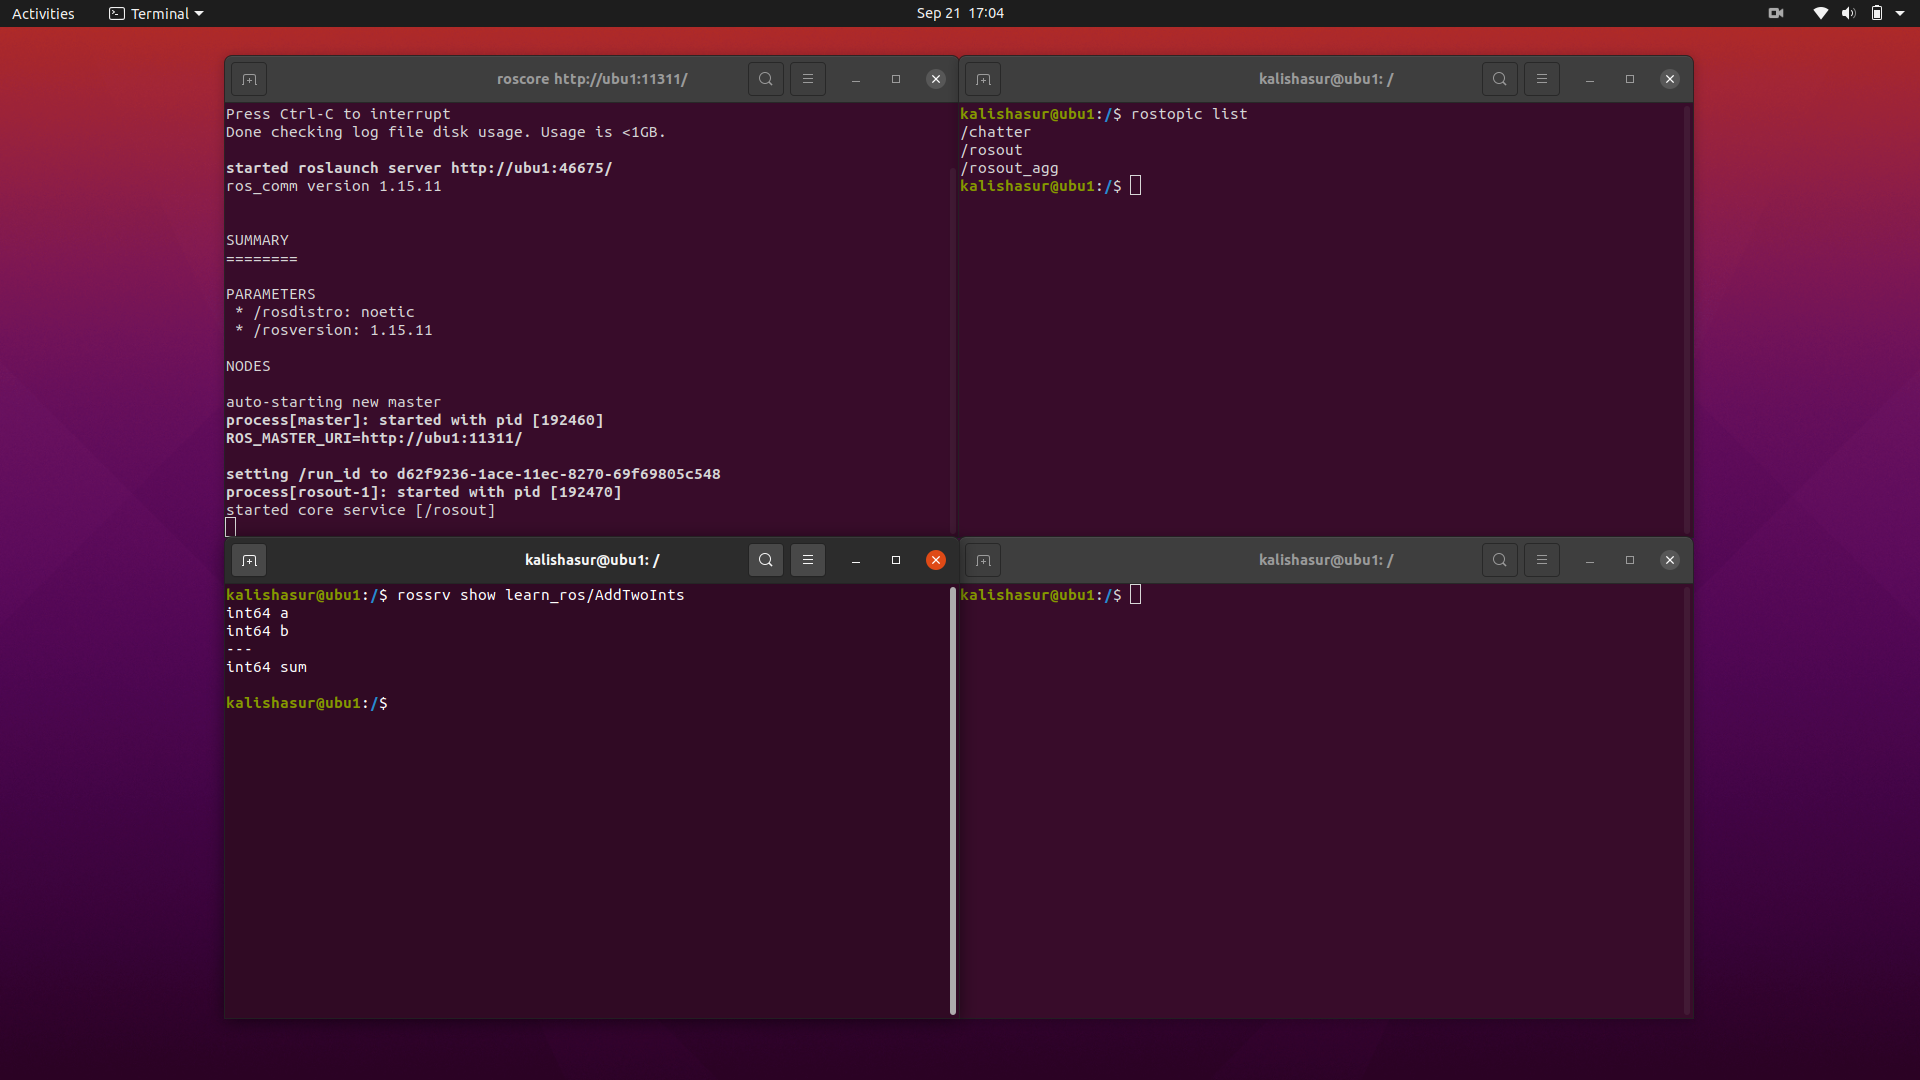 Activities Terminal Sep 21 17:04
roscore http://ubu1:11311/
Press Ctrl-C to interrupt
Done checking log file disk usage. Usage is <1GB.
started roslaunch server http://ubu1:46675/
ros_comm version 1.15.11
SUMMARY
========
PARAMETERS
 * /rosdistro: noetic
 * /rosversion: 1.15.11
NODES
auto-starting new master
process[master]: started with pid [192460]
ROS_MASTER_URI=http://ubu1:11311/
setting /run_id to d62f9236-1ace-11ec-8270-69f69805c548
process[rosout-1]: started with pid [192470]
started core service [/rosout]
kalishasur@ubu1: /
kalishasur@ubu1:/$ rostopic list
/chatter
/rosout
/rosout_agg
kalishasur@ubu1:/$
kalishasur@ubu1: /
kalishasur@ubu1:/$ rossrv show learn_ros/AddTwoInts
int64 a
int64 b
---
int64 sum
kalishasur@ubu1:/$
kalishasur@ubu1: /
kalishasur@ubu1:/$